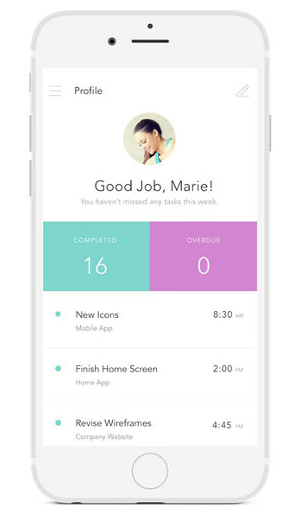 Profile
Good Job, Marie!
You haven't missed any tasks this week.
COMPLETED
OVERDUE
16
0
New Icons
8:30 AM
Mobile App
Finish Home Screen
2:00 PM
Home App
Revise Wireframes
4:45 PM
Company Website